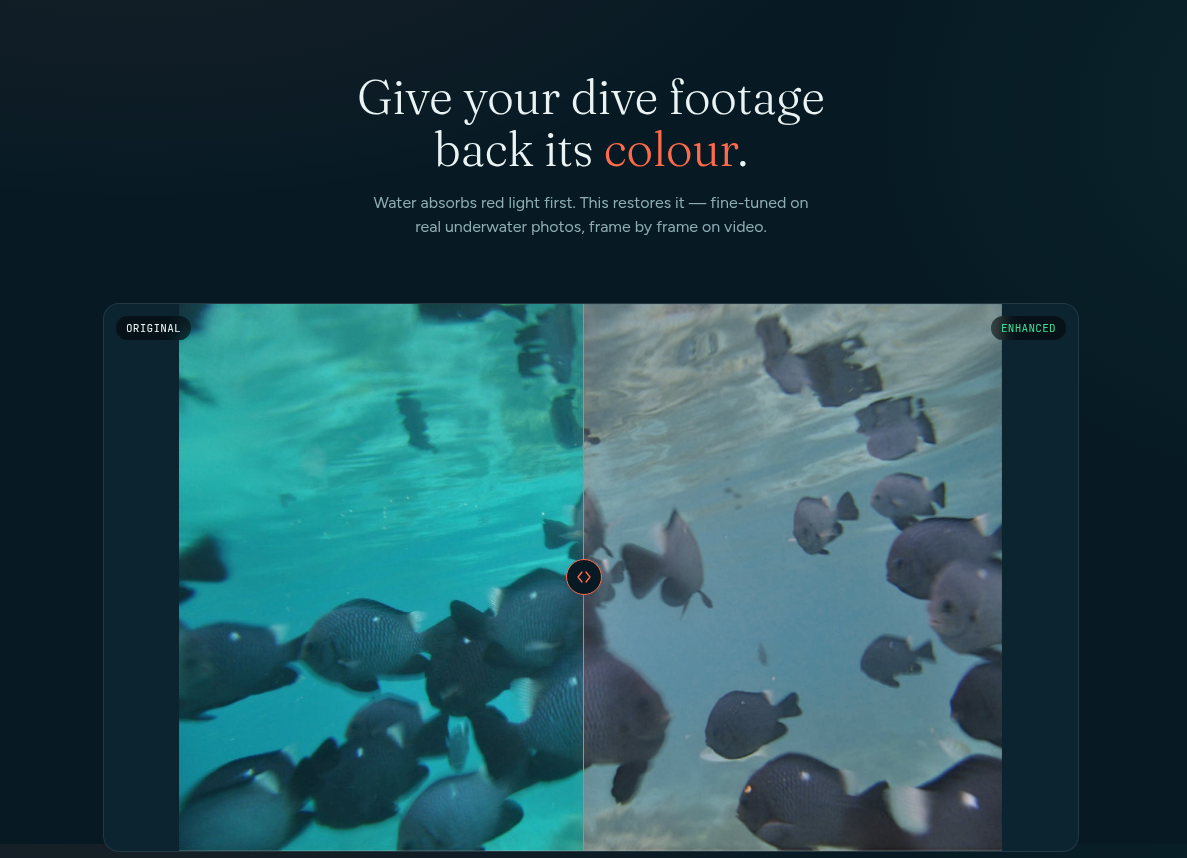 Give your dive footage
back its colour.
Water absorbs red light first. This restores it — fine-tuned on
real underwater photos, frame by frame on video.
ORIGINAL
ENHANCED